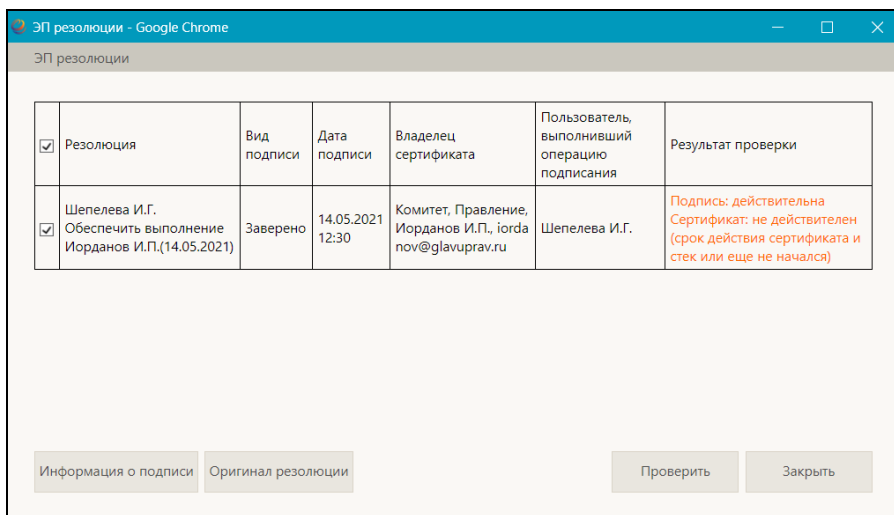 ЭП резолюции - Google Chrome
ЭП резолюции
Резолюция
Вид
подписи
Дата
подписи
Владелец
сертификата
Пользователь,
выполнивший
операцию
подписания
Результат проверки
Шепелева И.Г.
Обеспечить выполнение
Иорданов И.П.(14.05.2021)
Заверено
14.05.2021
12:30
Комитет, Правление,
Иорданов И.П., iorda
nov@glavuprav.ru
Шепелева И.Г.
Подпись: действительна
Сертификат: не действителен
(срок действия сертификата и
стек или еще не начался)
Информация о подписи
Оригинал резолюции
Проверить
Закрыть